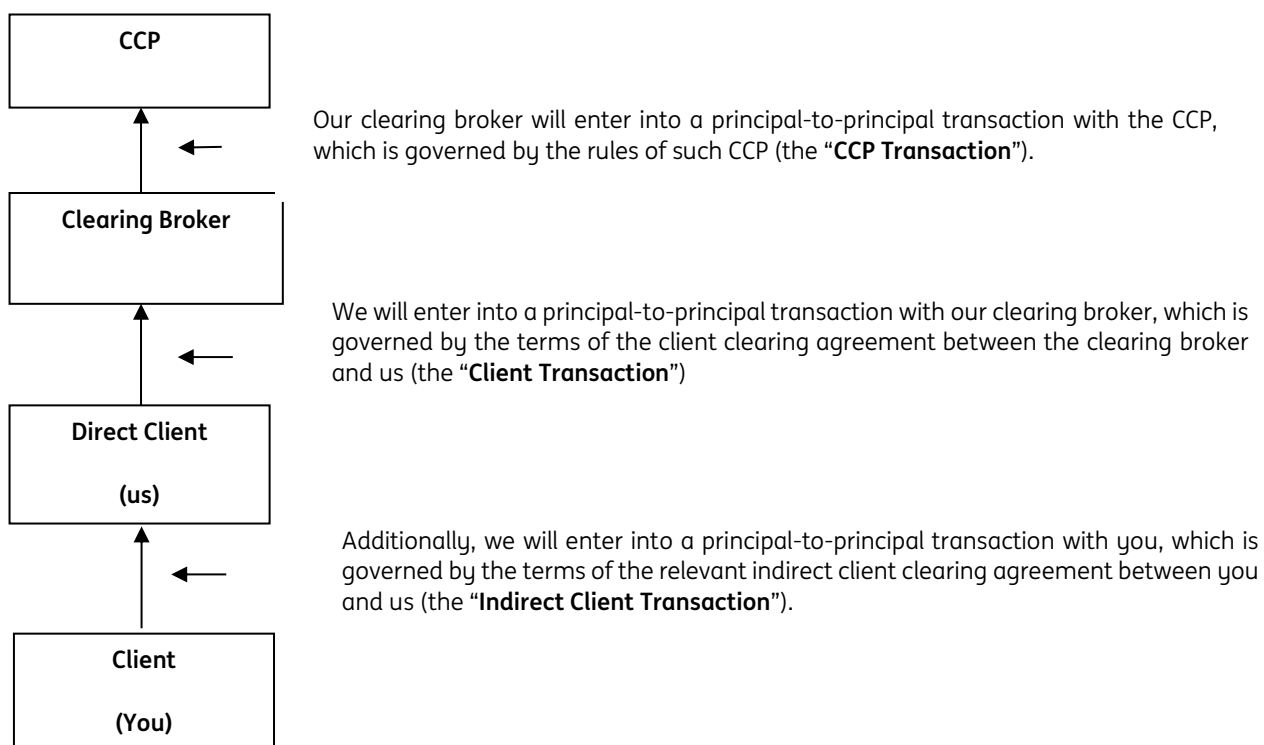 CCP
Our clearing broker will enter into a principal-to-principal transaction with the CCP,
which is governed by the rules of such CCP (the “CCP Transaction”).
Clearing Broker
We will enter into a principal-to-principal transaction with our clearing broker, which is
governed by the terms of the client clearing agreement between the clearing broker
and us (the “Client Transaction”)
Direct Client
(us)
Additionally, we will enter into a principal-to-principal transaction with you, which is
governed by the terms of the relevant indirect client clearing agreement between you
and us (the “Indirect Client Transaction”).
Client
(You)